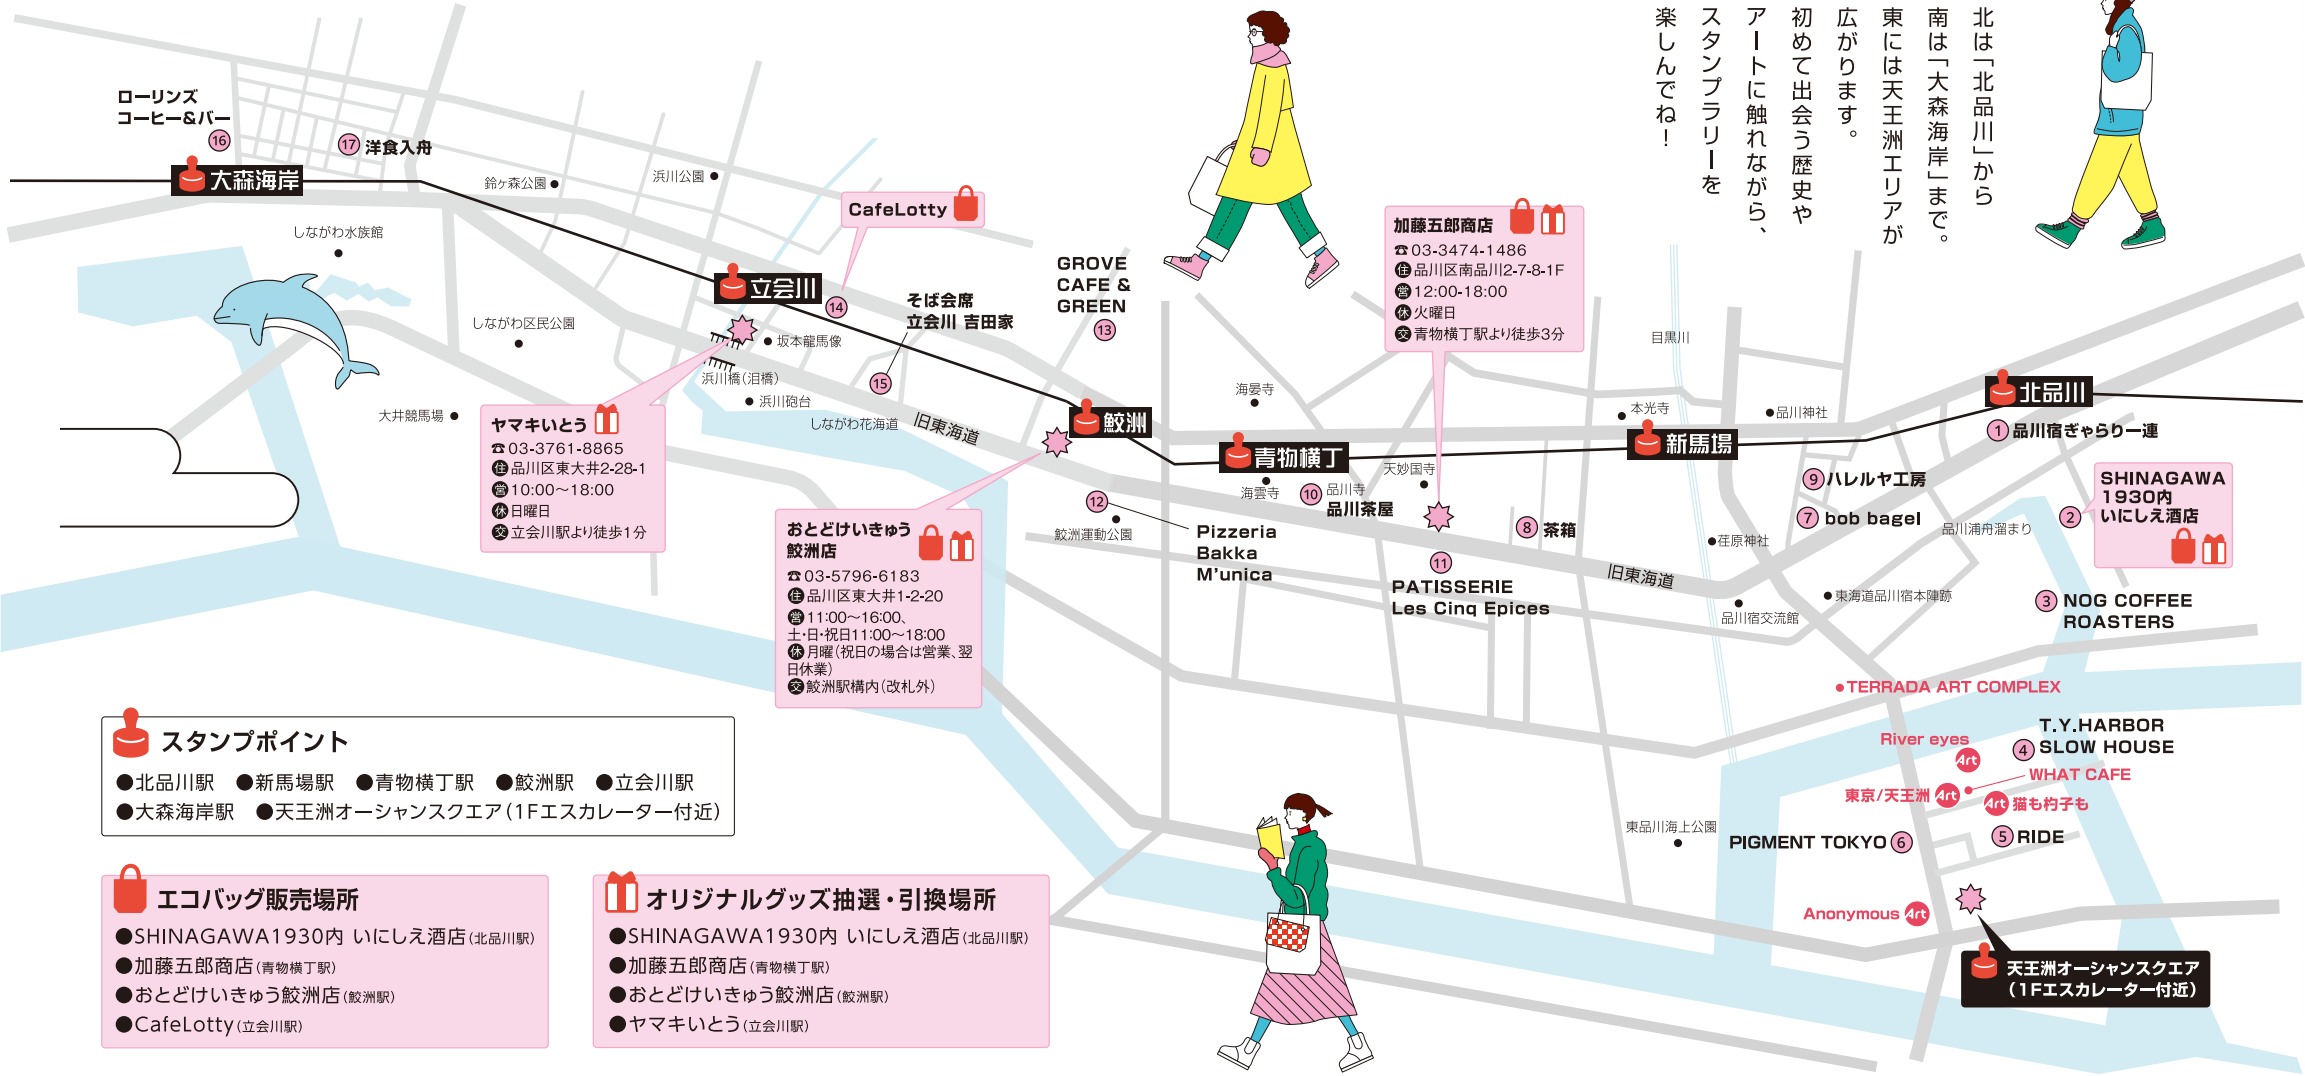 北は「北品川」から
南は「大森海岸」まで。
東には天王洲エリアが
広がります。
初めて出会う歴史や
アートに触れながら、
スタンプラリーを
楽しんでね！
ローリンズ
コーヒー&バー
16
17 洋食入舟
大森海岸
鈴ヶ森公園
浜川公園
しながわ水族館
CafeLotty
立会川
14
しながわ区民公園
坂本龍馬像
そば会席
立会川 吉田家
15
GROVE
CAFE &
GREEN
13
浜川橋(泪橋)
浜川砲台
大井競馬場
しながわ花海道
旧東海道
ヤマキいとう
☎03-3761-8865
住品川区東大井2-28-1
営10:00〜18:00
休日曜日
交立会川駅より徒歩1分
鮫洲
おとどけいきゅう
鮫洲店
☎03-5796-6183
住品川区東大井1-2-20
営11:00〜16:00、
土・日・祝日11:00〜18:00
休月曜(祝日の場合は営業、翌
日休業)
交鮫洲駅構内(改札外)
12
鮫洲運動公園
Pizzeria
Bakka
M'unica
加藤五郎商店
☎03-3474-1486
住品川区南品川2-7-8-1F
営12:00-18:00
休火曜日
交青物横丁駅より徒歩3分
海晏寺
青物横丁
海雲寺
10 品川寺
品川茶屋
天妙国寺
11
PATISSERIE
Les Cinq Epices
8 茶箱
目黒川
本光寺
新馬場
品川神社
北品川
1 品川宿ぎゃらりー連
9 ハレルヤ工房
7 bob bagel
荏原神社
旧東海道
品川宿交流館
東海道品川宿本陣跡
品川浦舟溜まり
2
SHINAGAWA
1930内
いにしえ酒店
3 NOG COFFEE
ROASTERS
TERRADA ART COMPLEX
T.Y.HARBOR
4 SLOW HOUSE
River eyes
Art
WHAT CAFE
東京/天王洲 Art
Art 猫も杓子も
東品川海上公園
PIGMENT TOKYO 6
5 RIDE
Anonymous Art
天王洲オーシャンスクエア
(1Fエスカレーター付近)
スタンプポイント
●北品川駅 ●新馬場駅 ●青物横丁駅 ●鮫洲駅 ●立会川駅
●大森海岸駅 ●天王洲オーシャンスクエア(1Fエスカレーター付近)
エコバッグ販売場所
●SHINAGAWA1930内 いにしえ酒店(北品川駅)
●加藤五郎商店(青物横丁駅)
●おとどけいきゅう鮫洲店(鮫洲駅)
●CafeLotty(立会川駅)
オリジナルグッズ抽選・引換場所
●SHINAGAWA1930内 いにしえ酒店(北品川駅)
●加藤五郎商店(青物横丁駅)
●おとどけいきゅう鮫洲店(鮫洲駅)
●ヤマキいとう(立会川駅)